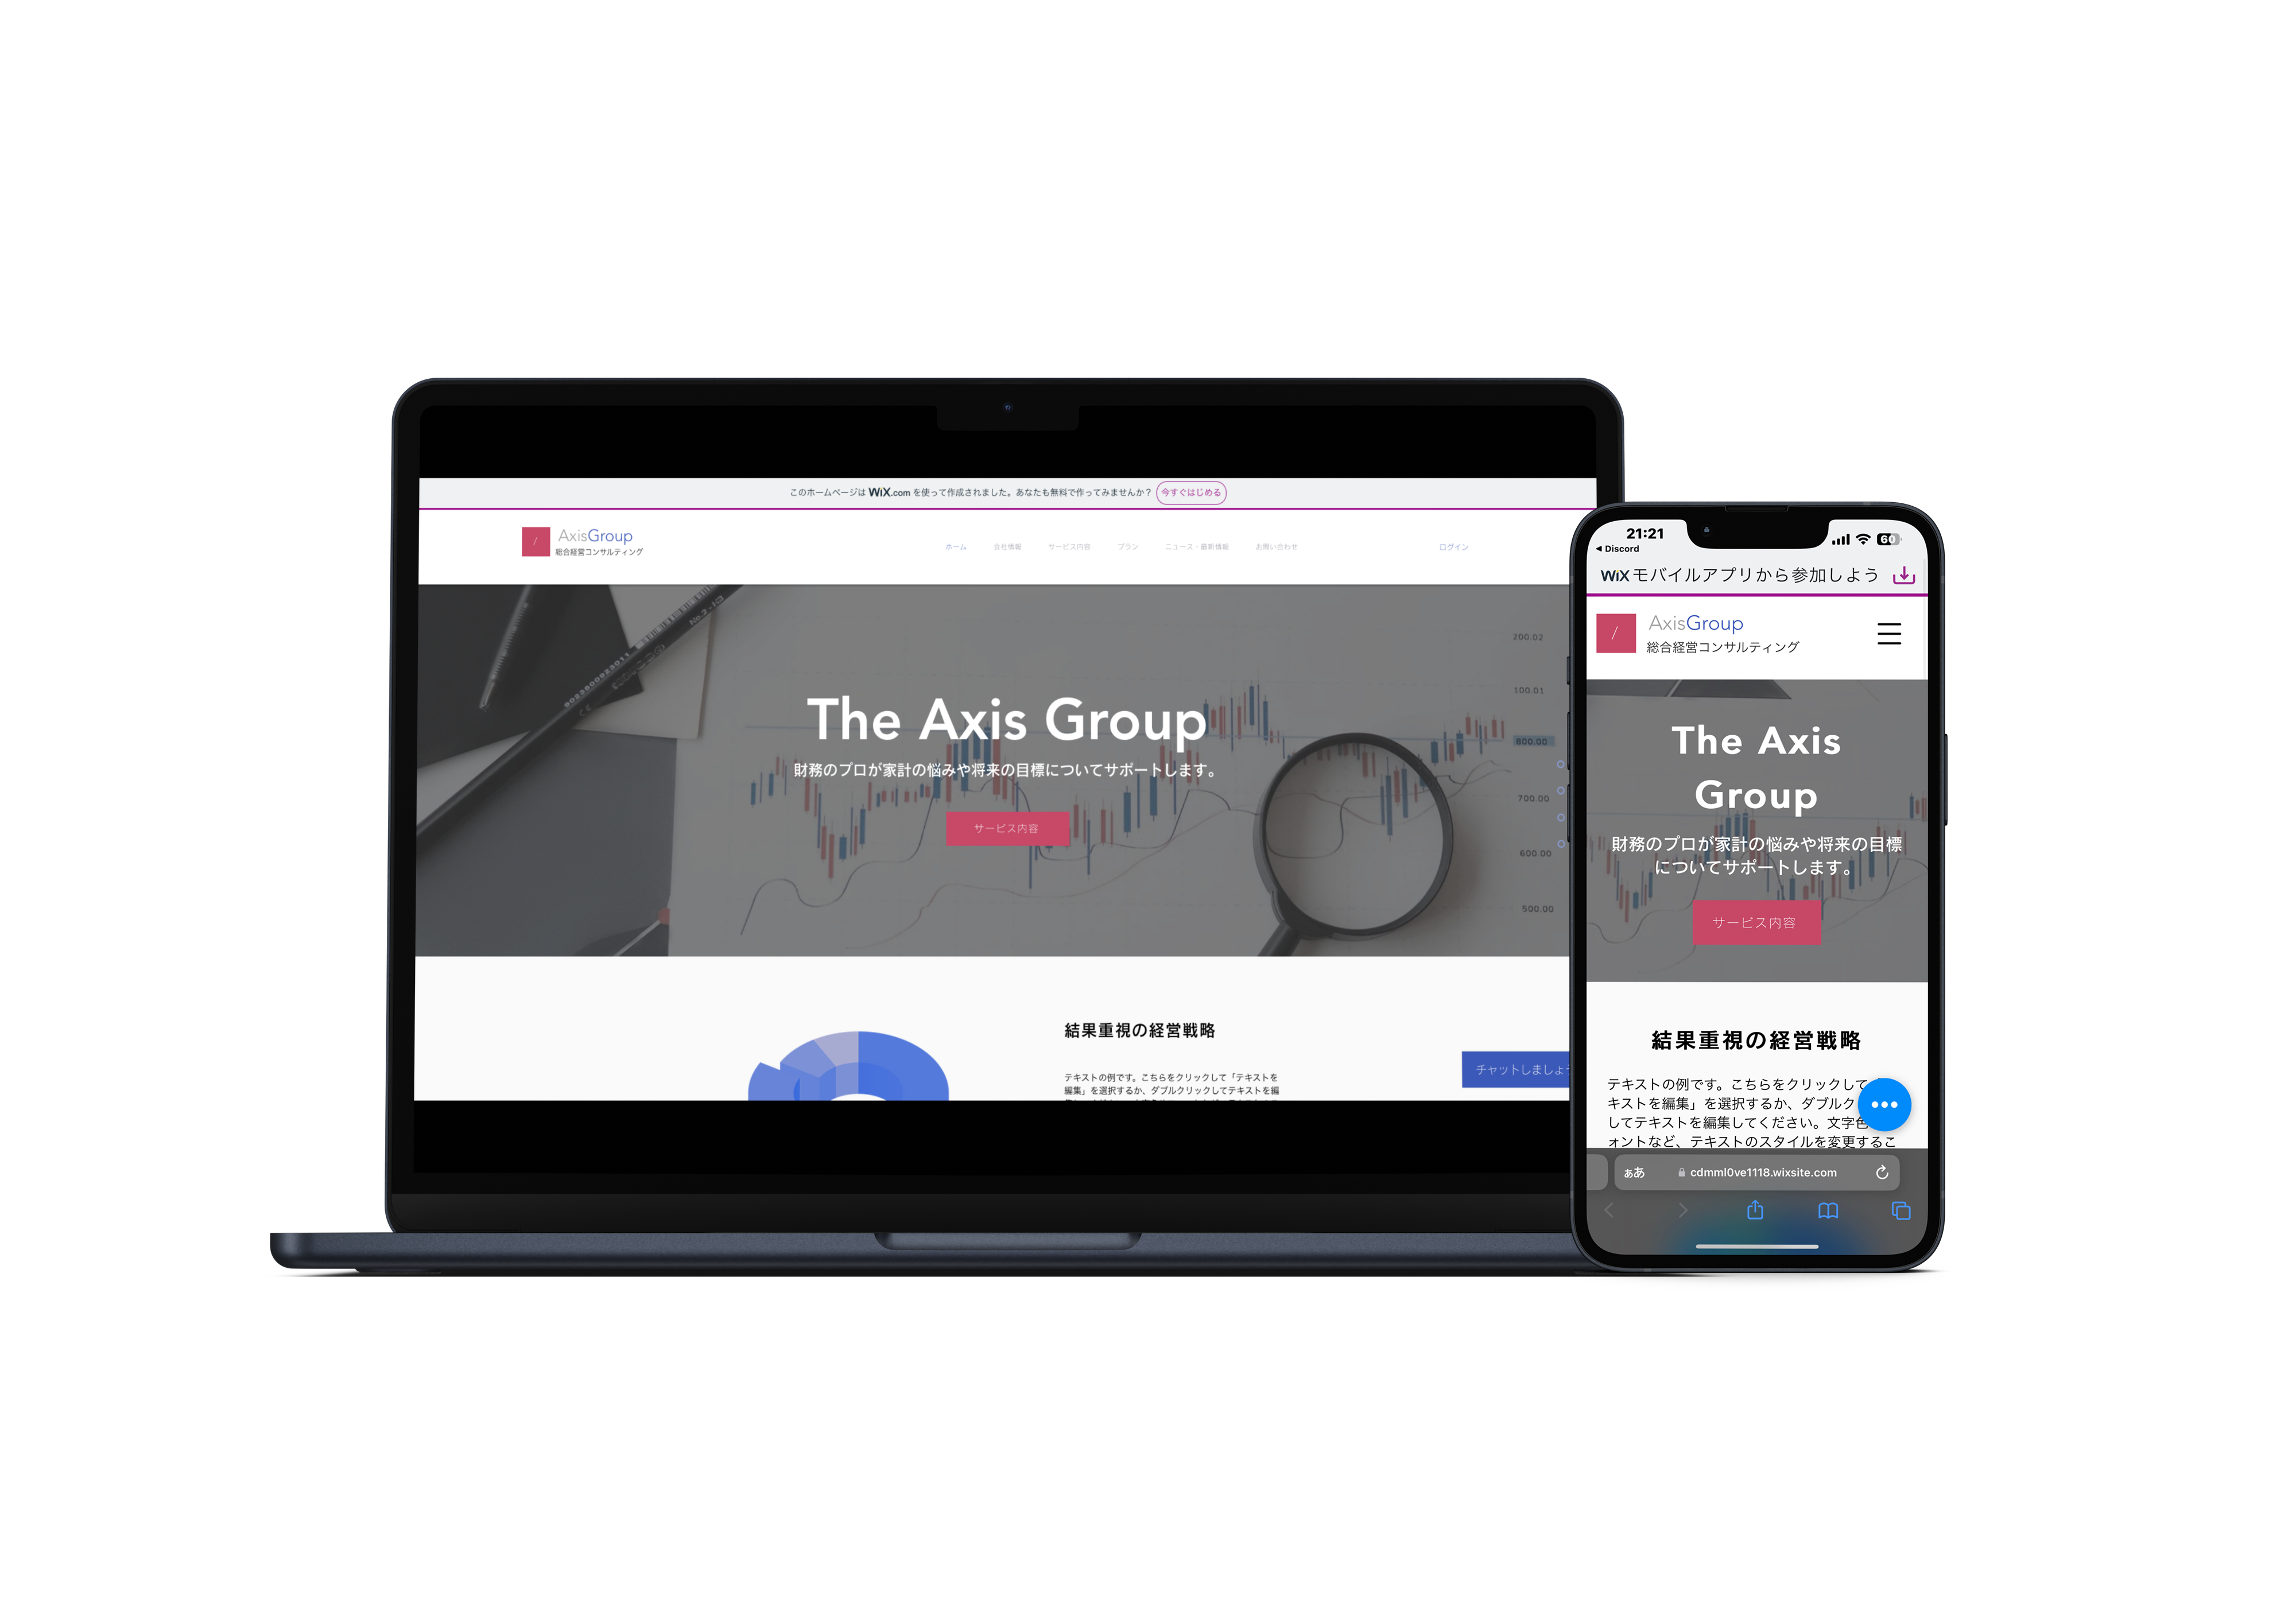 このホームページは WiX.com を使って作成されました。あなたも無料で作ってみませんか? 今すぐはじめる
/ AxisGroup
総合経営コンサルティング
ホーム 会社情報 サービス内容 プラン ニュース・最新情報 お問い合わせ ログイン
No.2-HB
9023800923011
200.02
100.01
The Axis Group
800.00
財務のプロが家計の悩みや将来の目標についてサポートします。
700.00
サービス内容
600.00
500.00
結果重視の経営戦略
テキストの例です。こちらをクリックして「テキストを
編集」を選択するか、ダブルクリックしてテキストを編
チャットしましょ
21:21
60
◀ Discord
WiX モバイルアプリから参加しよう
/ AxisGroup
総合経営コンサルティング
The Axis
Group
財務のプロが家計の悩みや将来の目標
についてサポートします。
サービス内容
結果重視の経営戦略
テキストの例です。こちらをクリックして
キストを編集」を選択するか、ダブルク
してテキストを編集してください。文字色
ォントなど、テキストのスタイルを変更するこ
ぁあ cdmml0ve1118.wixsite.com